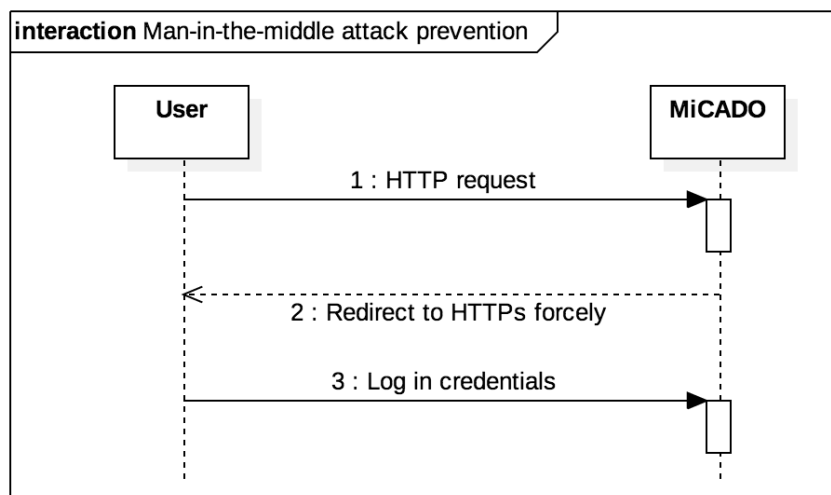 interaction Man-in-the-middle attack prevention
User
MiCADO
1 : HTTP request
2 : Redirect to HTTPs forcely
3 : Log in credentials